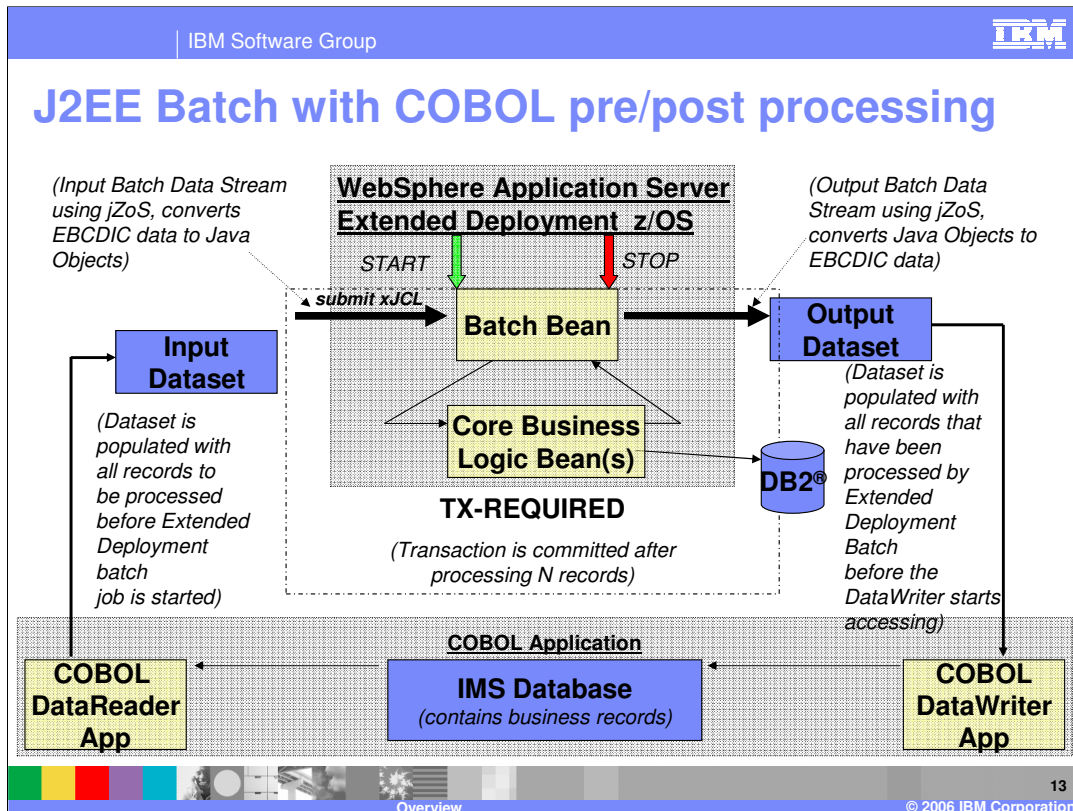 IBM Software Group
IBM
J2EE Batch with COBOL pre/post processing
(Input Batch Data Stream
using jZoS, converts
EBCDIC data to Java
Objects)
WebSphere Application Server
Extended Deployment z/OS
START
STOP
(Output Batch Data
Stream using jZoS,
converts Java Objects to
EBCDIC data)
submit xJCL
Batch Bean
Input
Dataset
Output
Dataset
(Dataset is
populated with
all records to
be processed
before Extended
Deployment
batch
job is started)
Core Business
Logic Bean(s)
DB2®
(Dataset is
populated with
all records that
have been
processed by
Extended
Deployment
Batch
before the
DataWriter starts
accessing)
TX-REQUIRED
(Transaction is committed after
processing N records)
COBOL Application
COBOL
DataReader
App
IMS Database
(contains business records)
COBOL
DataWriter
App
13
Overview
© 2006 IBM Corporation